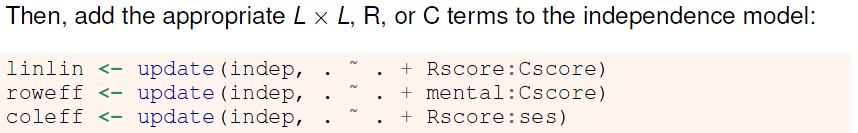 Then, add the appropriate L × L, R, or C terms to the independence model:
linlin <- update(indep, . ~ . + Rscore:Cscore)
roweff <- update(indep, . ~ . + mental:Cscore)
coleff <- update(indep, . ~ . + Rscore:ses)